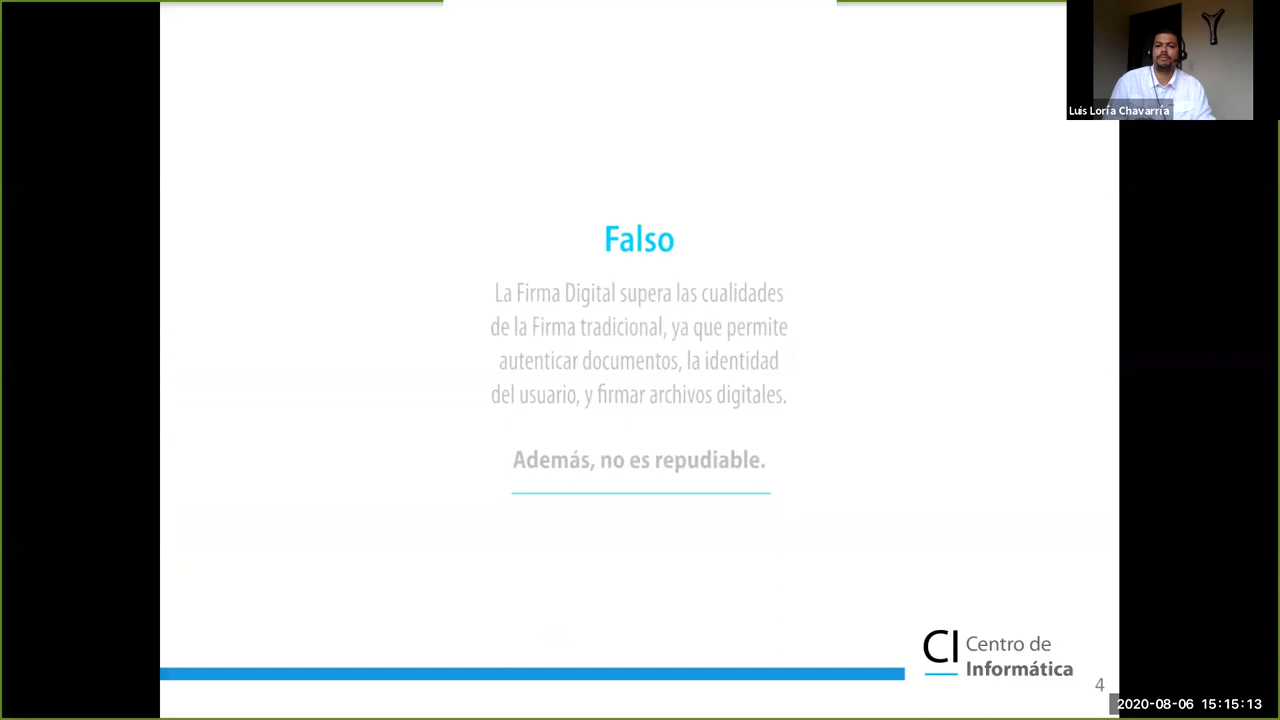 Luis Loría Chavarría
Falso
La Firma Digital supera las cualidades
de la Firma tradicional, ya que permite
autenticar documentos, la identidad
del usuario, y firmar archivos digitales.
Además, no es repudiable.
CI Centro de
Informática
4
2020-08-06 15:15:13